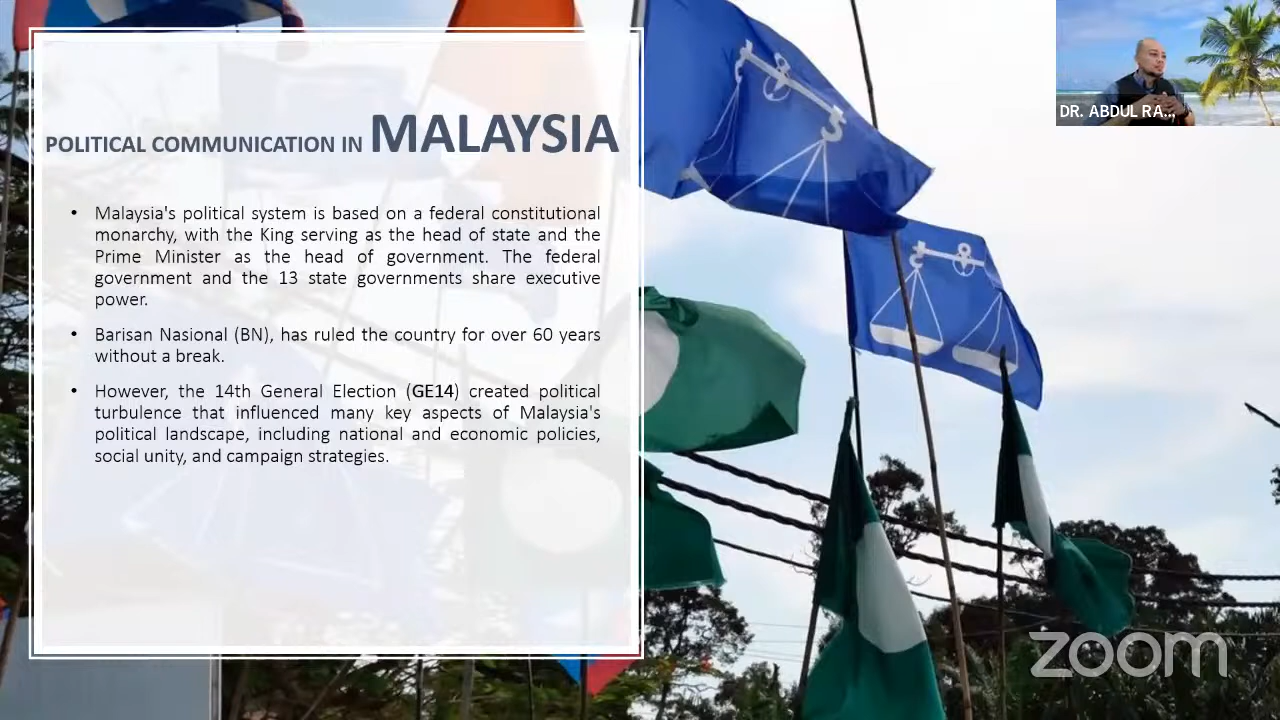 POLITICAL COMMUNICATION IN MALAYSIA
• Malaysia's political system is based on a federal constitutional
monarchy, with the King serving as the head of state and the
Prime Minister as the head of government. The federal
government and the 13 state governments share executive
power.
• Barisan Nasional (BN), has ruled the country for over 60 years
without a break.
• However, the 14th General Election (GE14) created political
turbulence that influenced many key aspects of Malaysia's
political landscape, including national and economic policies,
social unity, and campaign strategies.
DR. ABDUL RA...
zoom